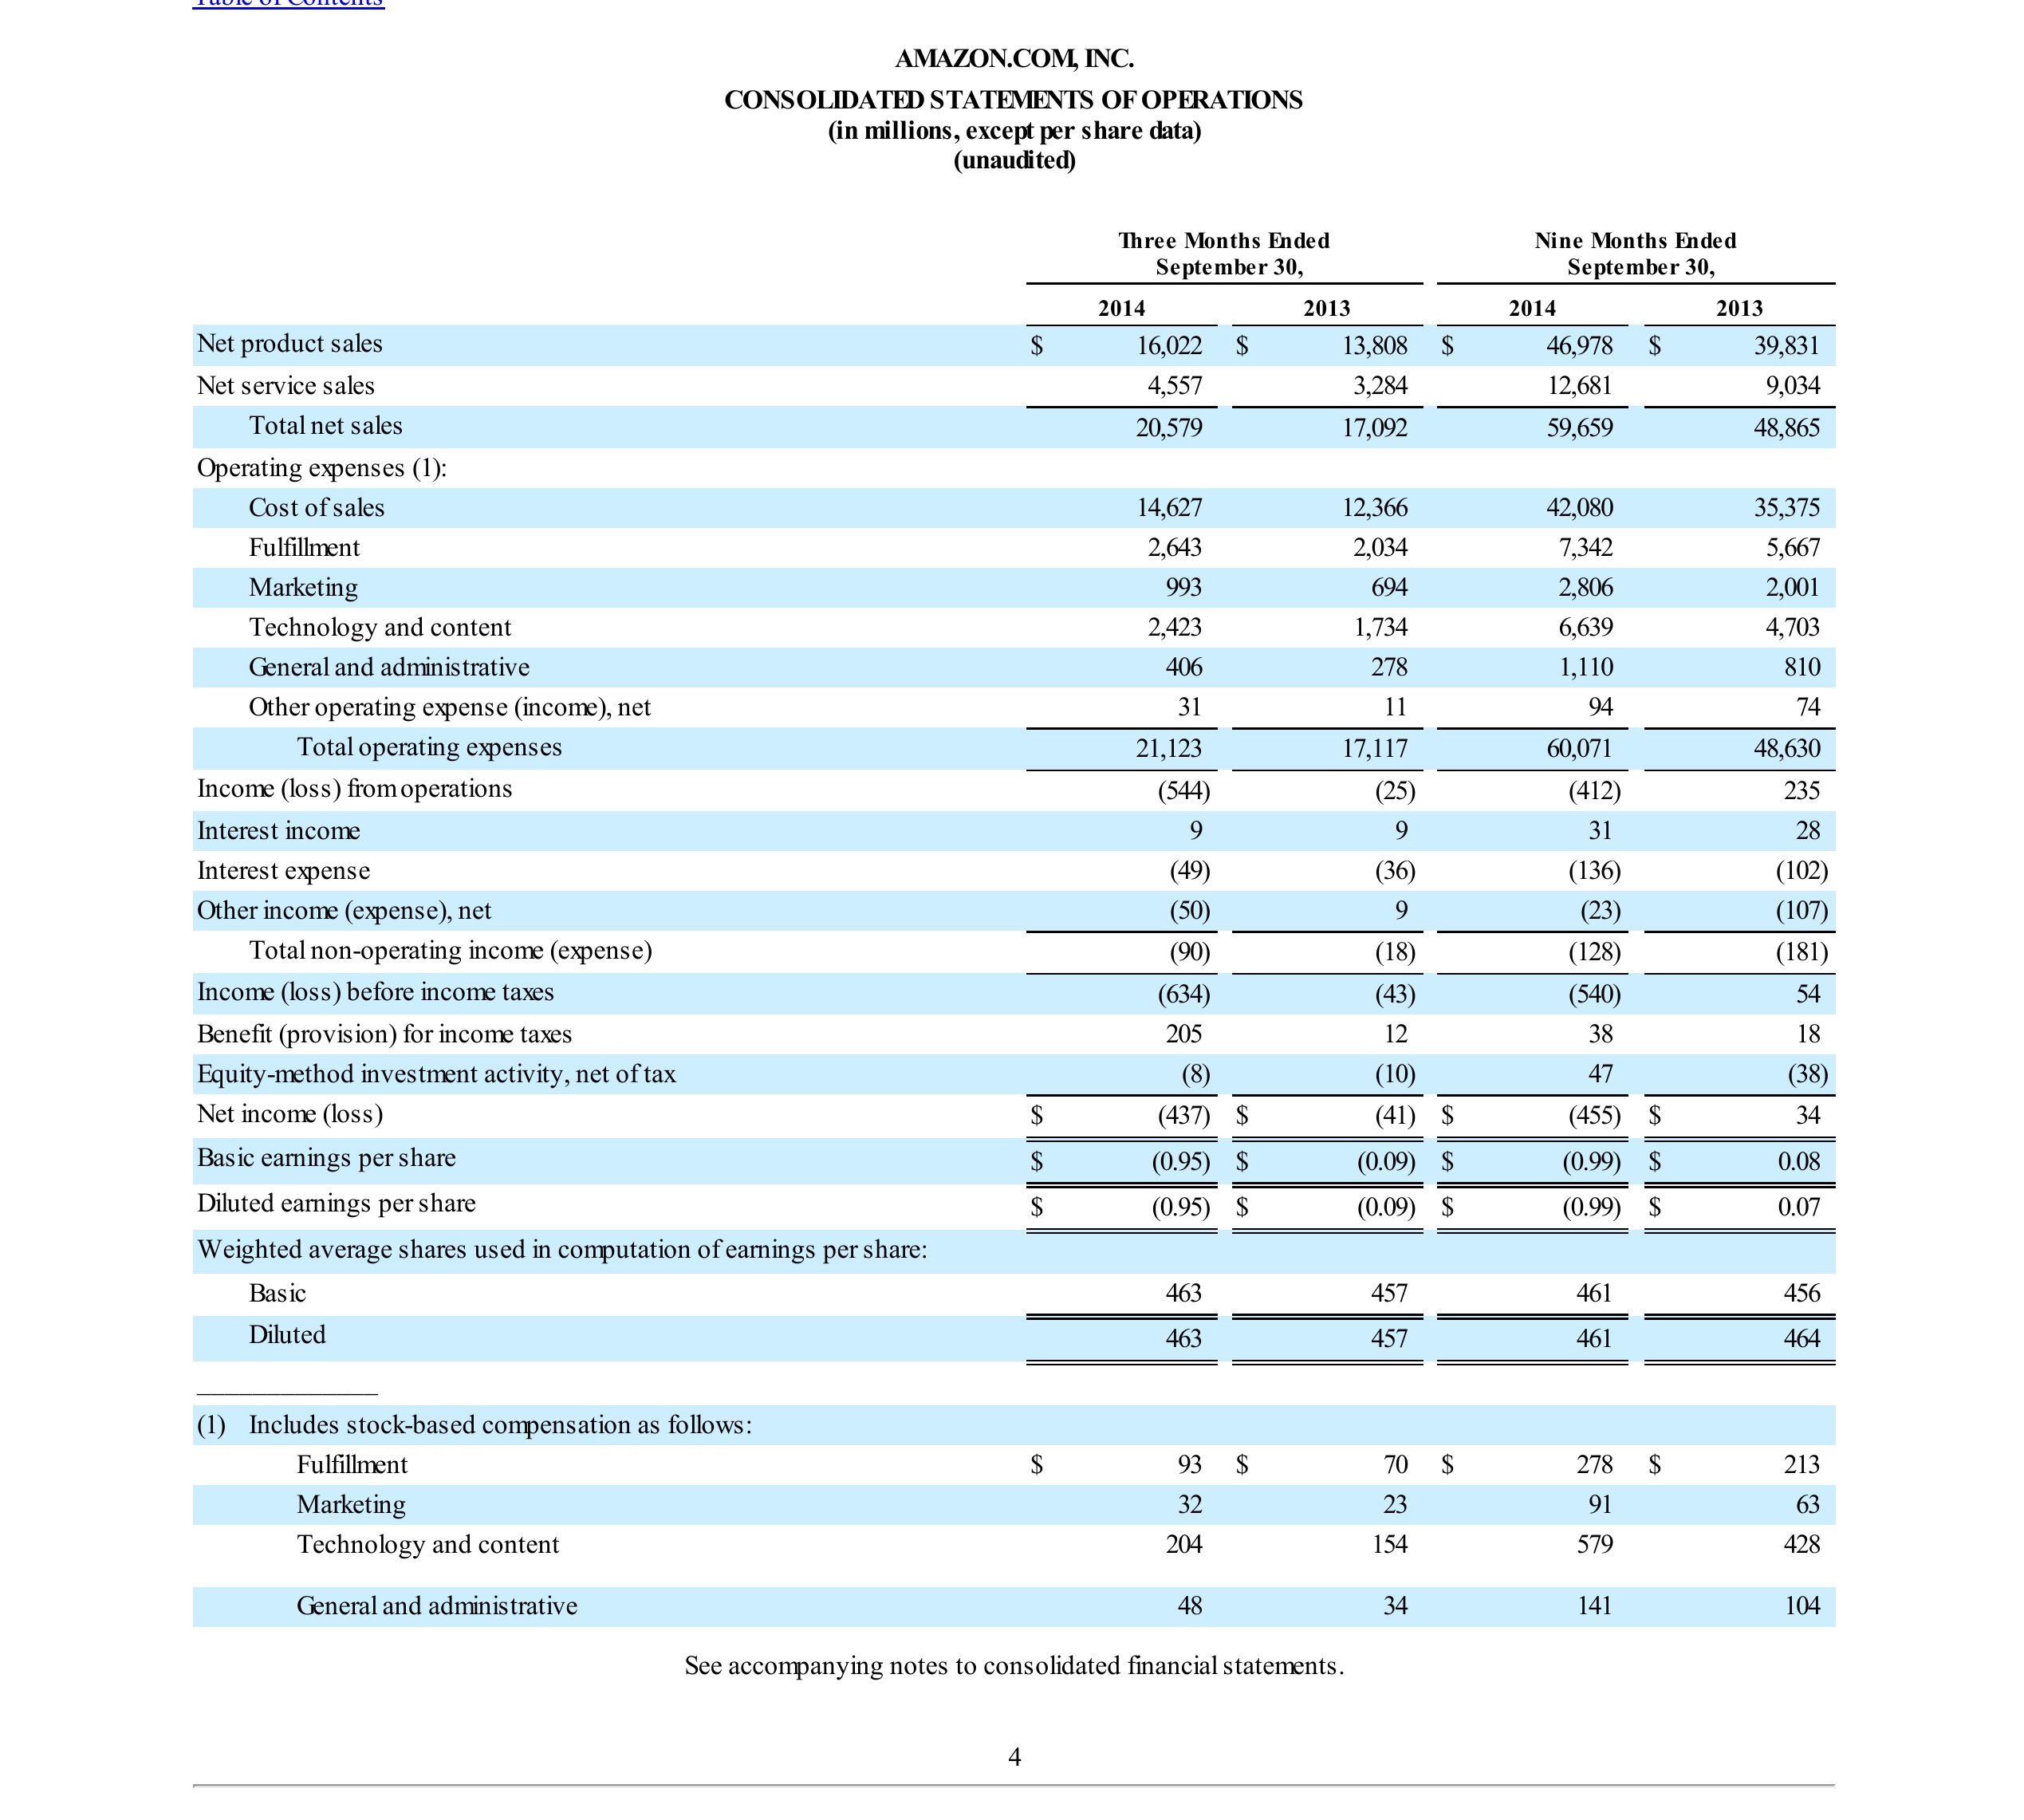 Table of Contents
AMAZON.COM, INC.
CONSOLIDATED STATEMENTS OF OPERATIONS
(in millions, except per share data)
(unaudited)
Three Months Ended September 30, Nine Months Ended September 30,
2014 2013 2014 2013
Net product sales $ 16,022 $ 13,808 $ 46,978 $ 39,831
Net service sales 4,557 3,284 12,681 9,034
Total net sales 20,579 17,092 59,659 48,865
Operating expenses (1):
Cost of sales 14,627 12,366 42,080 35,375
Fulfillment 2,643 2,034 7,342 5,667
Marketing 993 694 2,806 2,001
Technology and content 2,423 1,734 6,639 4,703
General and administrative 406 278 1,110 810
Other operating expense (income), net 31 11 94 74
Total operating expenses 21,123 17,117 60,071 48,630
Income (loss) from operations (544) (25) (412) 235
Interest income 9 9 31 28
Interest expense (49) (36) (136) (102)
Other income (expense), net (50) 9 (23) (107)
Total non-operating income (expense) (90) (18) (128) (181)
Income (loss) before income taxes (634) (43) (540) 54
Benefit (provision) for income taxes 205 12 38 18
Equity-method investment activity, net of tax (8) (10) 47 (38)
Net income (loss) $ (437) $ (41) $ (455) $ 34
Basic earnings per share $ (0.95) $ (0.09) $ (0.99) $ 0.08
Diluted earnings per share $ (0.95) $ (0.09) $ (0.99) $ 0.07
Weighted average shares used in computation of earnings per share:
Basic 463 457 461 456
Diluted 463 457 461 464
(1) Includes stock-based compensation as follows:
Fulfillment $ 93 $ 70 $ 278 $ 213
Marketing 32 23 91 63
Technology and content 204 154 579 428
General and administrative 48 34 141 104
See accompanying notes to consolidated financial statements.
4